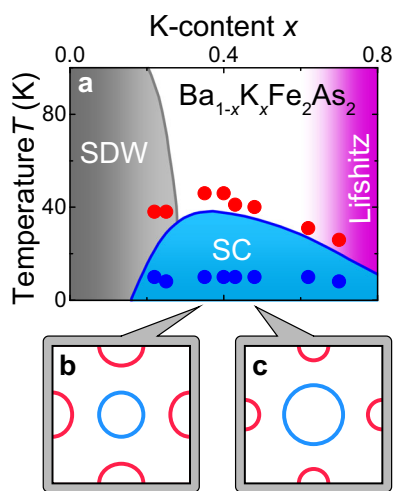 K-content x
0.0 0.4 0.8
a
Ba1-xKxFe2As2
80
40
0
Temperature T (K)
SDW
SC
Lifshitz
b
c